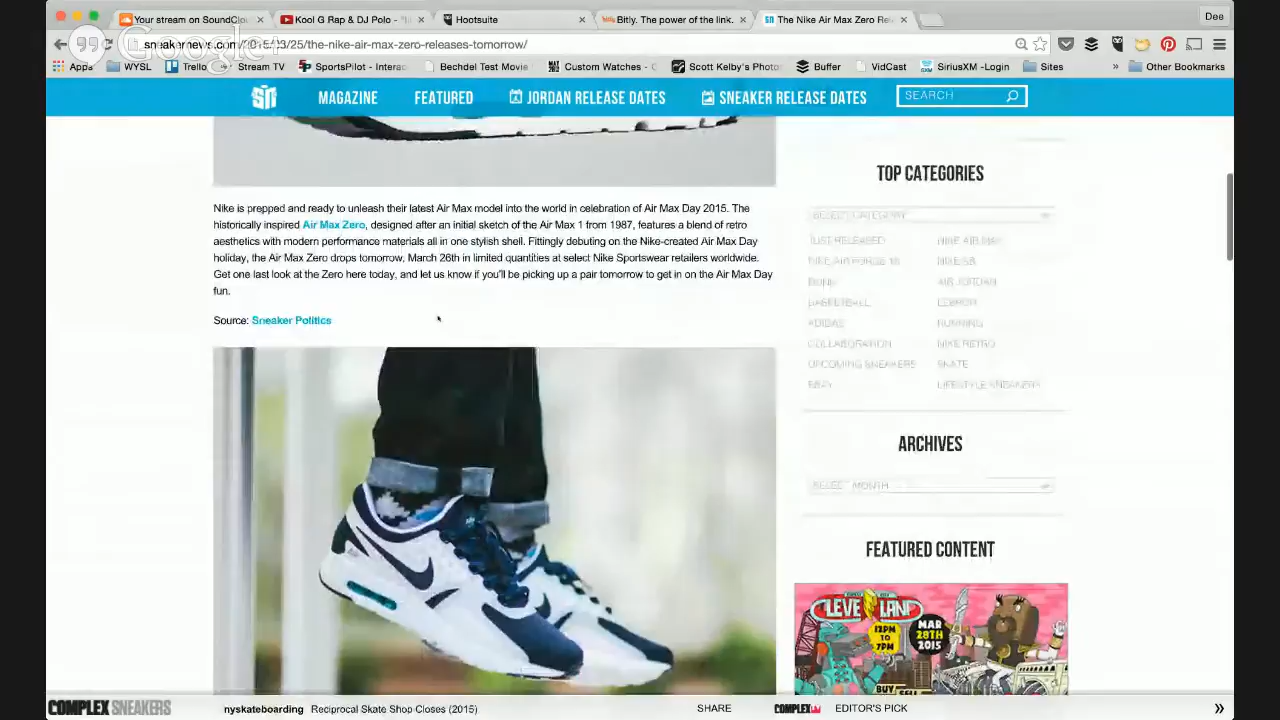 Your stream on SoundClou
Kool G Rap & DJ Polo - "Il
Hootsuite
Bitly. The power of the link.
The Nike Air Max Zero Rel
Dee
Google+
sneakernews.com/2015/03/25/the-nike-air-max-zero-releases-tomorrow/
Apps
WYSL
Trello
Stream TV
SportsPilot - Interac
Bechdel Test Movie
Custom Watches -
Scott Kelby's Photo
Buffer
VidCast
SiriusXM -Login
Sites
»
Other Bookmarks
SN
MAGAZINE
FEATURED
JORDAN RELEASE DATES
SNEAKER RELEASE DATES
SEARCH
Nike is prepped and ready to unleash their latest Air Max model into the world in celebration of Air Max Day 2015. The
historically inspired Air Max Zero, designed after an initial sketch of the Air Max 1 from 1987, features a blend of retro
aesthetics with modern performance materials all in one stylish shell. Fittingly debuting on the Nike-created Air Max Day
holiday, the Air Max Zero drops tomorrow, March 26th in limited quantities at select Nike Sportswear retailers worldwide.
Get one last look at the Zero here today, and let us know if you'll be picking up a pair tomorrow to get in on the Air Max Day
fun.
Source: Sneaker Politics
TOP CATEGORIES
SELECT CATEGORY
JUST RELEASED
NIKE AIR MAX
NIKE AIR FORCE 1S
NIKE SB
DUNK
AIR JORDAN
BASKETBALL
LEBRON
ADIDAS
RUNNING
COLLABORATION
NIKE RETRO
UPCOMING SNEAKERS
SKATE
EBAY
LIFESTYLE SNEAKERS
ARCHIVES
SELECT MONTH
FEATURED CONTENT
CLEVELAND
12PM
TO
7PM
MAR
28TH
2015
BUY
SELL
COMPLEX SNEAKERS
nyskateboarding
Reciprocal Skate Shop Closes (2015)
SHARE
COMPLEX
EDITOR'S PICK
»